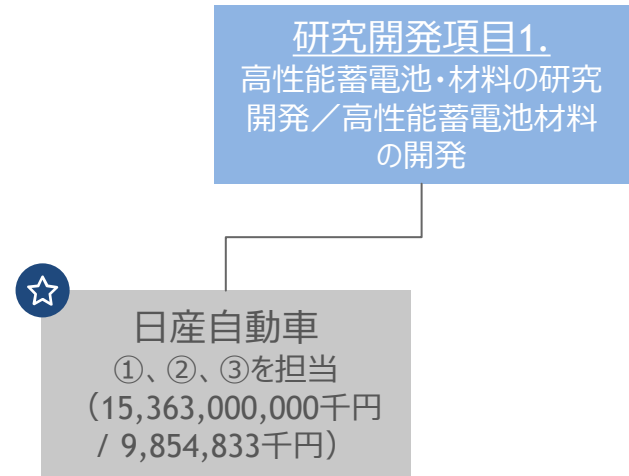 研究開発項目1.
高性能蓄電池・材料の研究
開発／高性能蓄電池材料
の開発
日産自動車
①、②、③を担当
（15,363,000,000千円
/ 9,854,833千円）